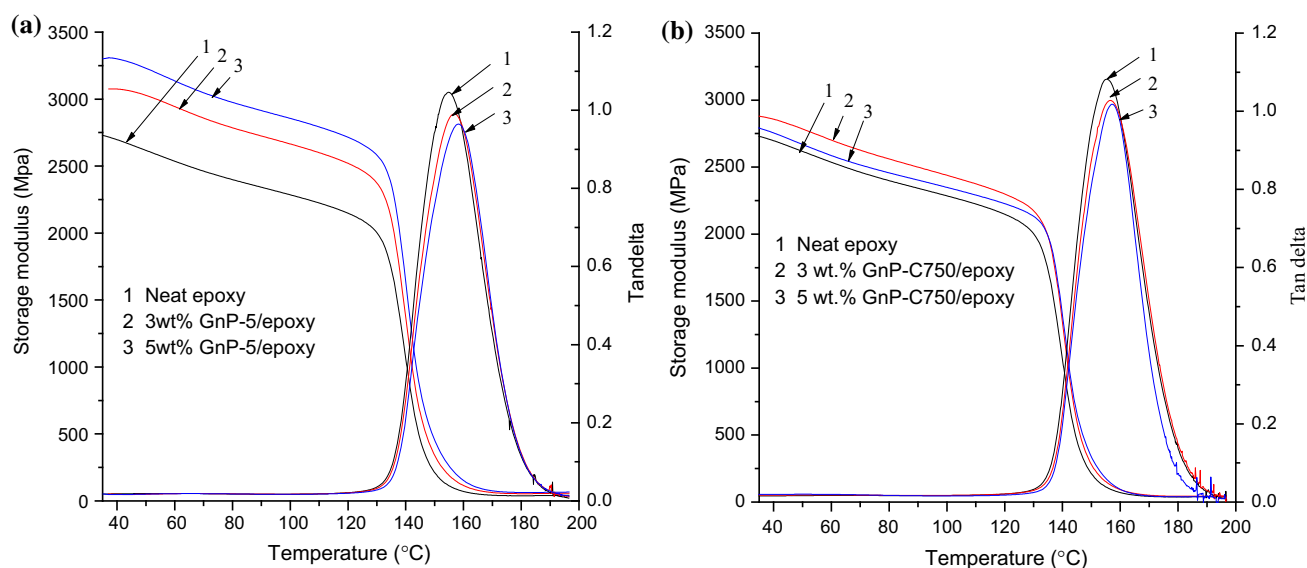 (a)
3500
3000
2500
2000
1500
1000
500
0
Storage modulus (Mpa)
1
2
3
1
2
3
1 Neat epoxy
2 3wt% GnP-5/epoxy
3 5wt% GnP-5/epoxy
1.2
1.0
0.8
0.6
0.4
0.2
0.0
Tandelta
40 60 80 100 120 140 160 180 200
Temperature (°C)
(b)
3500
3000
2500
2000
1500
1000
500
0
Storage modulus (MPa)
1
2
3
1
2
3
1 Neat epoxy
2 3 wt.% GnP-C750/epoxy
3 5 wt.% GnP-C750/epoxy
1.2
1.0
0.8
0.6
0.4
0.2
0.0
Tan delta
40 60 80 100 120 140 160 180 200
Temperature (°C)